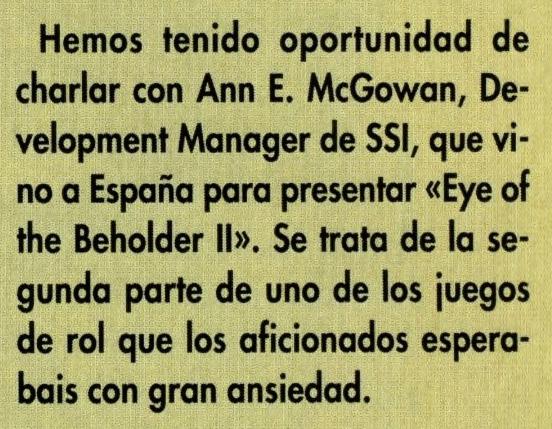 Hemos tenido oportunidad de
charlar con Ann E. McGowan, De-
velopment Manager de SSI, que vi-
no a España para presentar «Eye of
the Beholder II». Se trata de la se-
gunda parte de uno de los juegos
de rol que los aficionados espera-
bais con gran ansiedad.